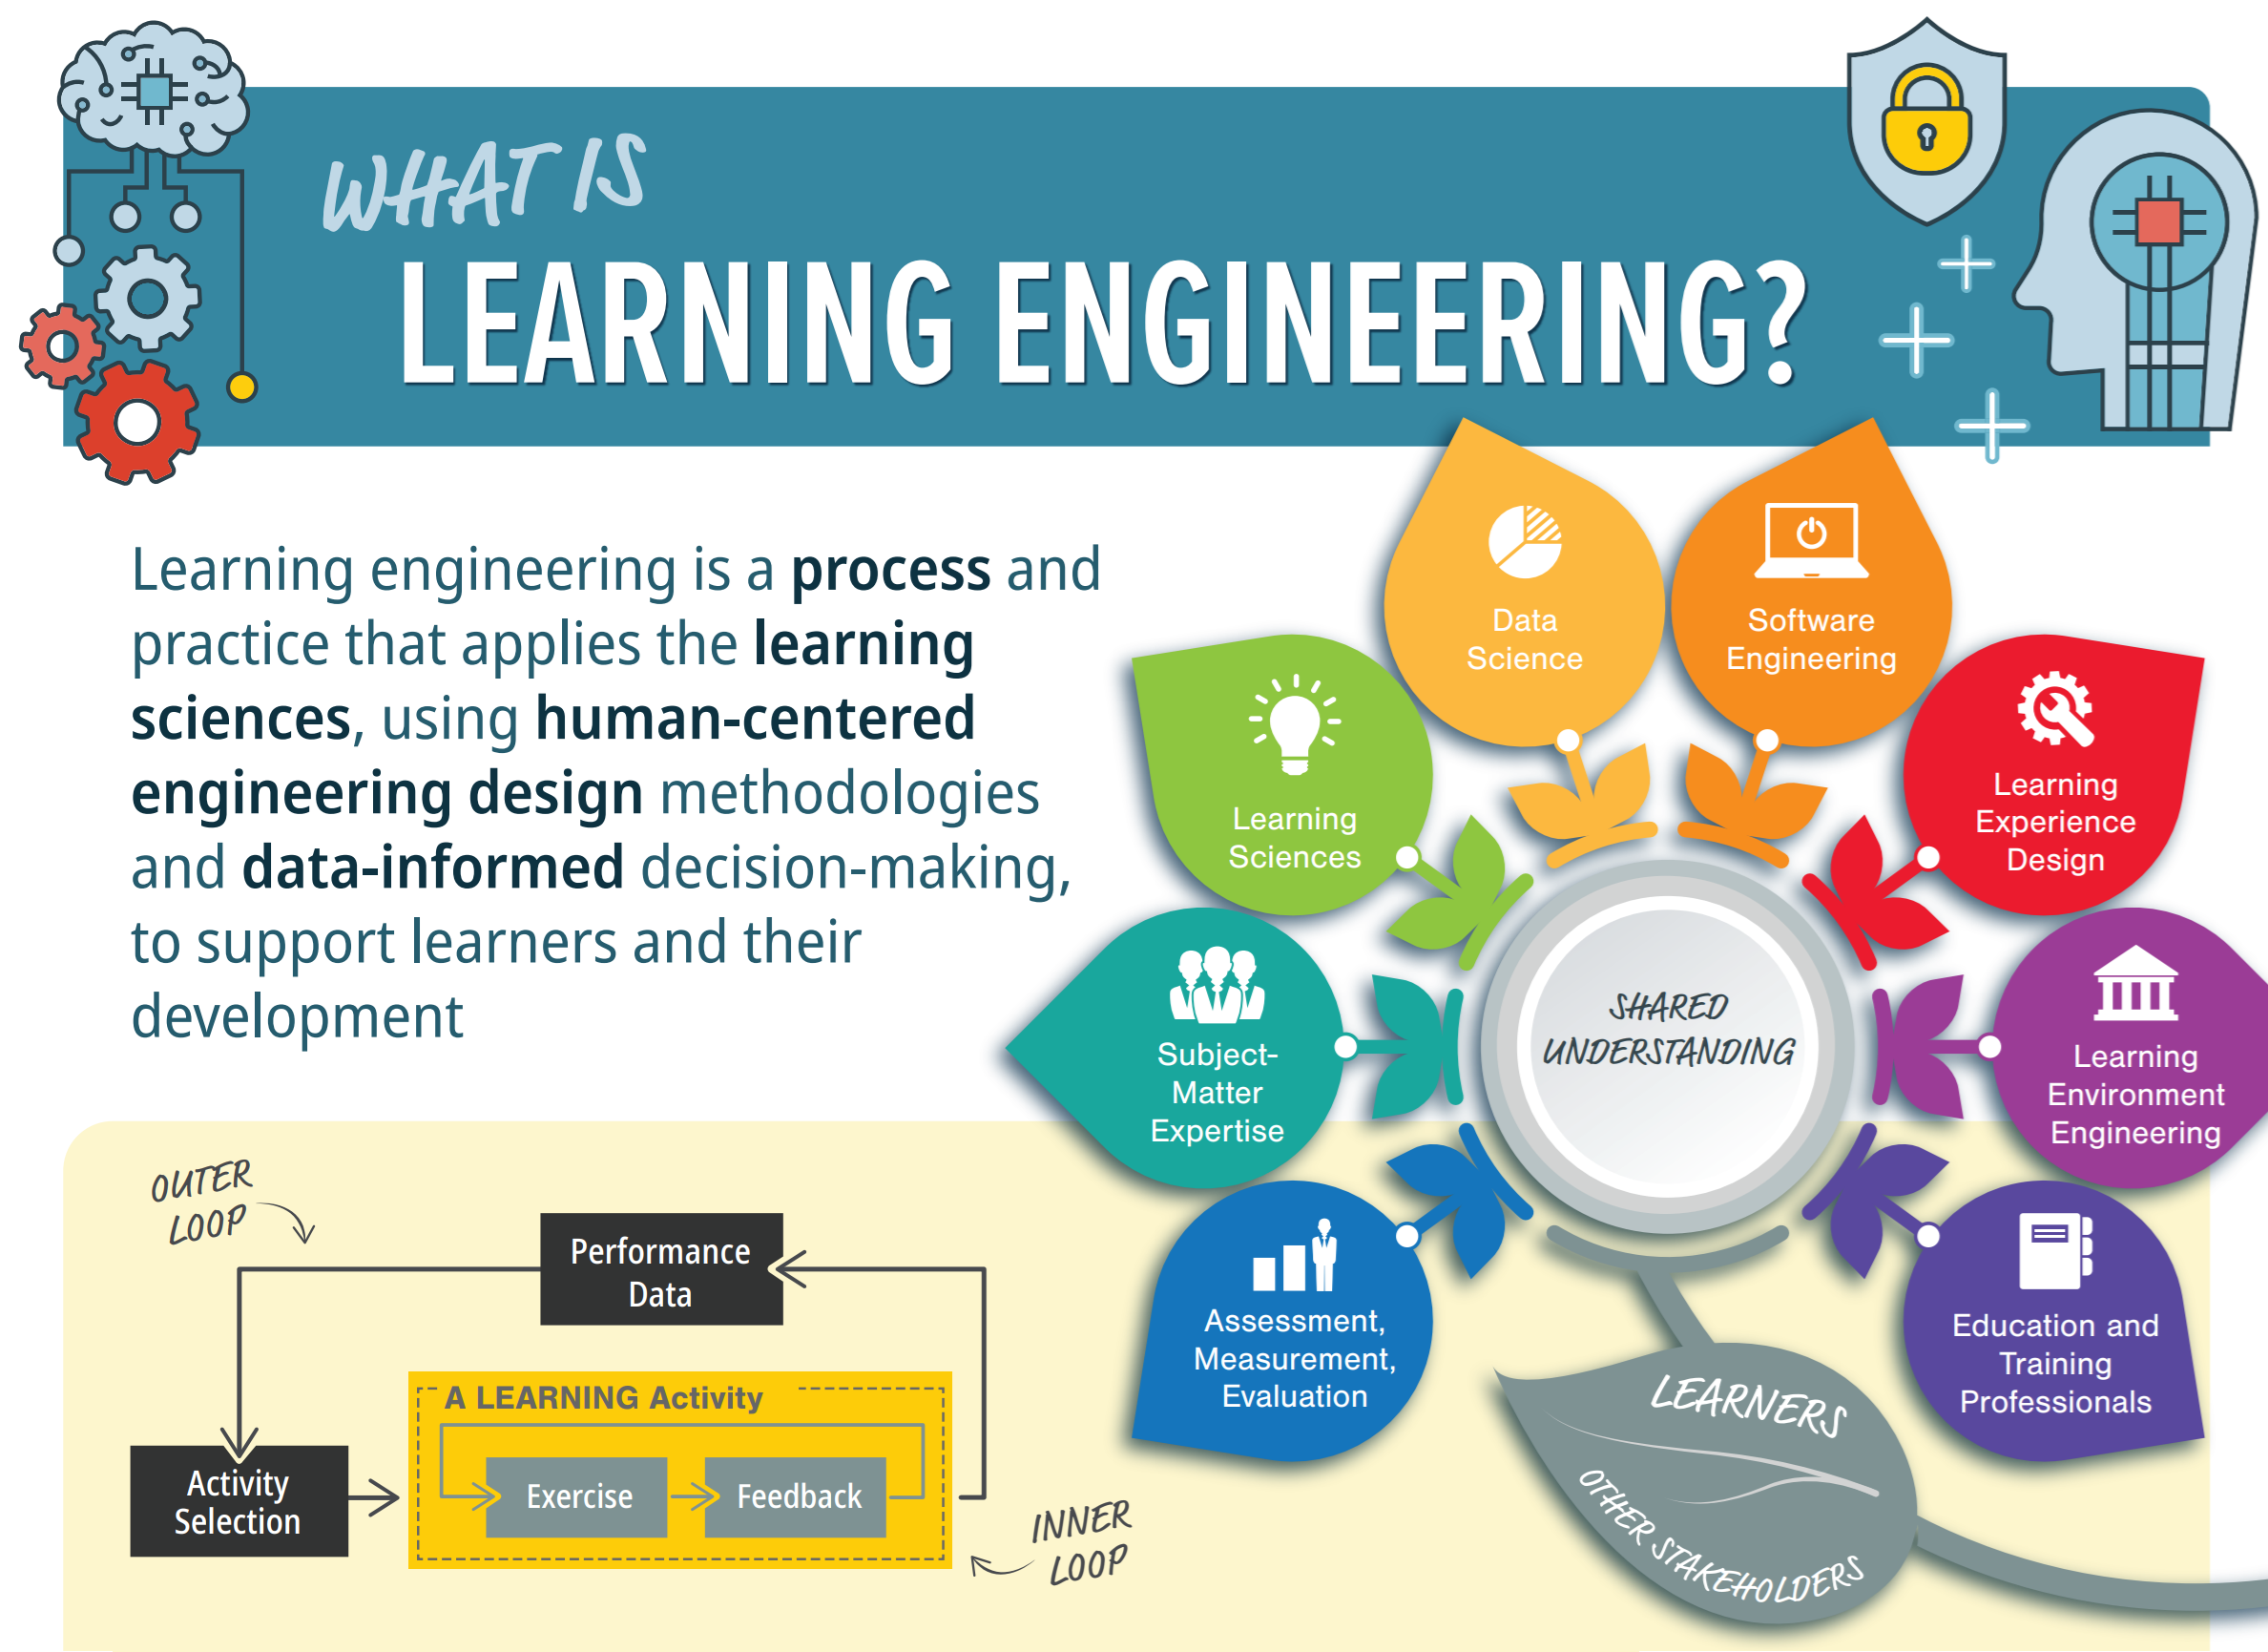 WHAT IS
LEARNING ENGINEERING?
Learning engineering is a process and
practice that applies the learning
sciences, using human-centered
engineering design methodologies
and data-informed decision-making,
to support learners and their
development
Data
Science
Software
Engineering
Learning
Sciences
Learning
Experience
Design
Subject-
Matter
Expertise
SHARED
UNDERSTANDING
Learning
Environment
Engineering
Assessment,
Measurement,
Evaluation
Education and
Training
Professionals
LEARNERS
OTHER STAKEHOLDERS
OUTER
LOOP
Performance
Data
A LEARNING Activity
Activity
Selection
Exercise
Feedback
INNER
LOOP